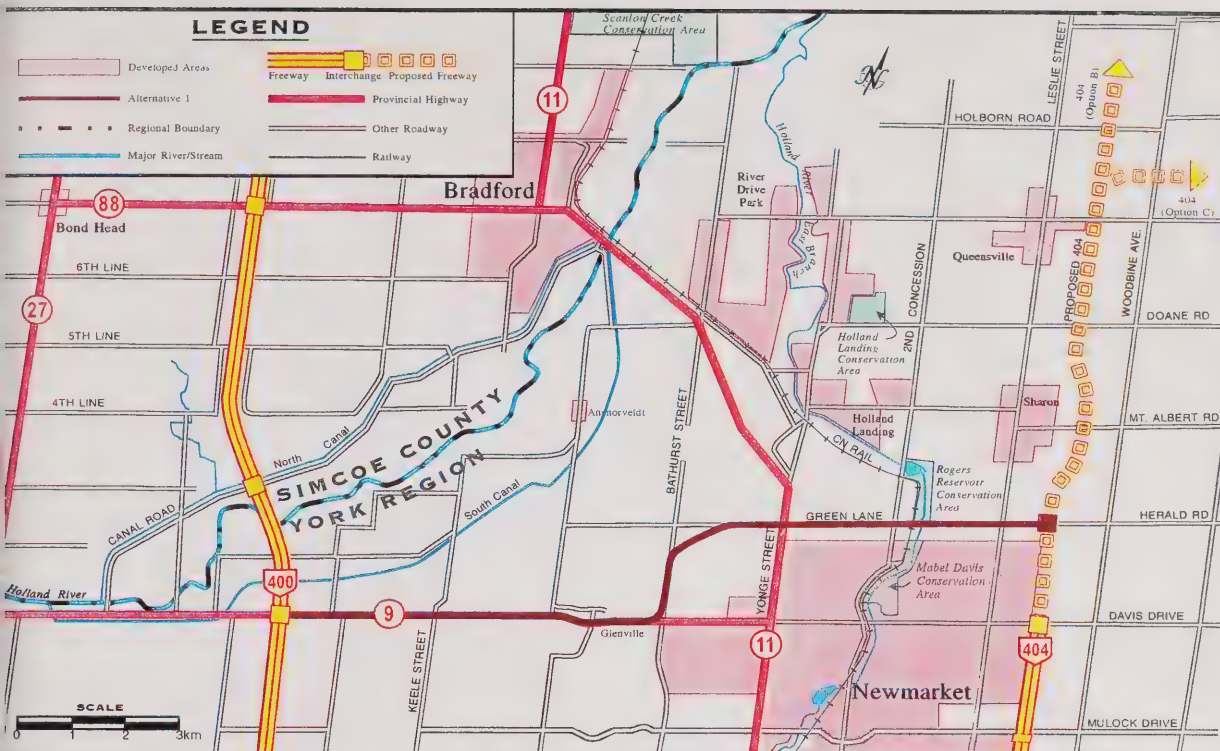 LEGEND
Developed Areas
Alternative 1
Regional Boundary
Major River/Stream
Freeway Interchange Proposed Freeway
Provincial Highway
Other Roadway
Railway
Scanlon Creek
Conservation Area
N
11
LESLIE STREET
404
(Option B)
HOLBORN ROAD
Holland River East Branch
River
Drive
Park
404
(Option C)
Bradford
88
Bond Head
6TH LINE
27
5TH LINE
4TH LINE
2ND CONCESSION
Queensville
PROPOSED 404
WOODBINE AVE.
DOANE RD
Holland
Landing
Conservation
Area
Sharon
MT. ALBERT RD
Ansnorveldt
BATHURST STREET
Holland
Landing
CN RAIL
North Canal
SIMCOE COUNTY
YORK REGION
South Canal
CANAL ROAD
Rogers
Reservoir
Conservation
Area
GREEN LANE
HERALD RD
Holland River
400
9
KEELE STREET
Glenville
YONGE STREET
Mabel Davis
Conservation
Area
DAVIS DRIVE
11
404
Newmarket
MULOCK DRIVE
SCALE
0 1 2 3km